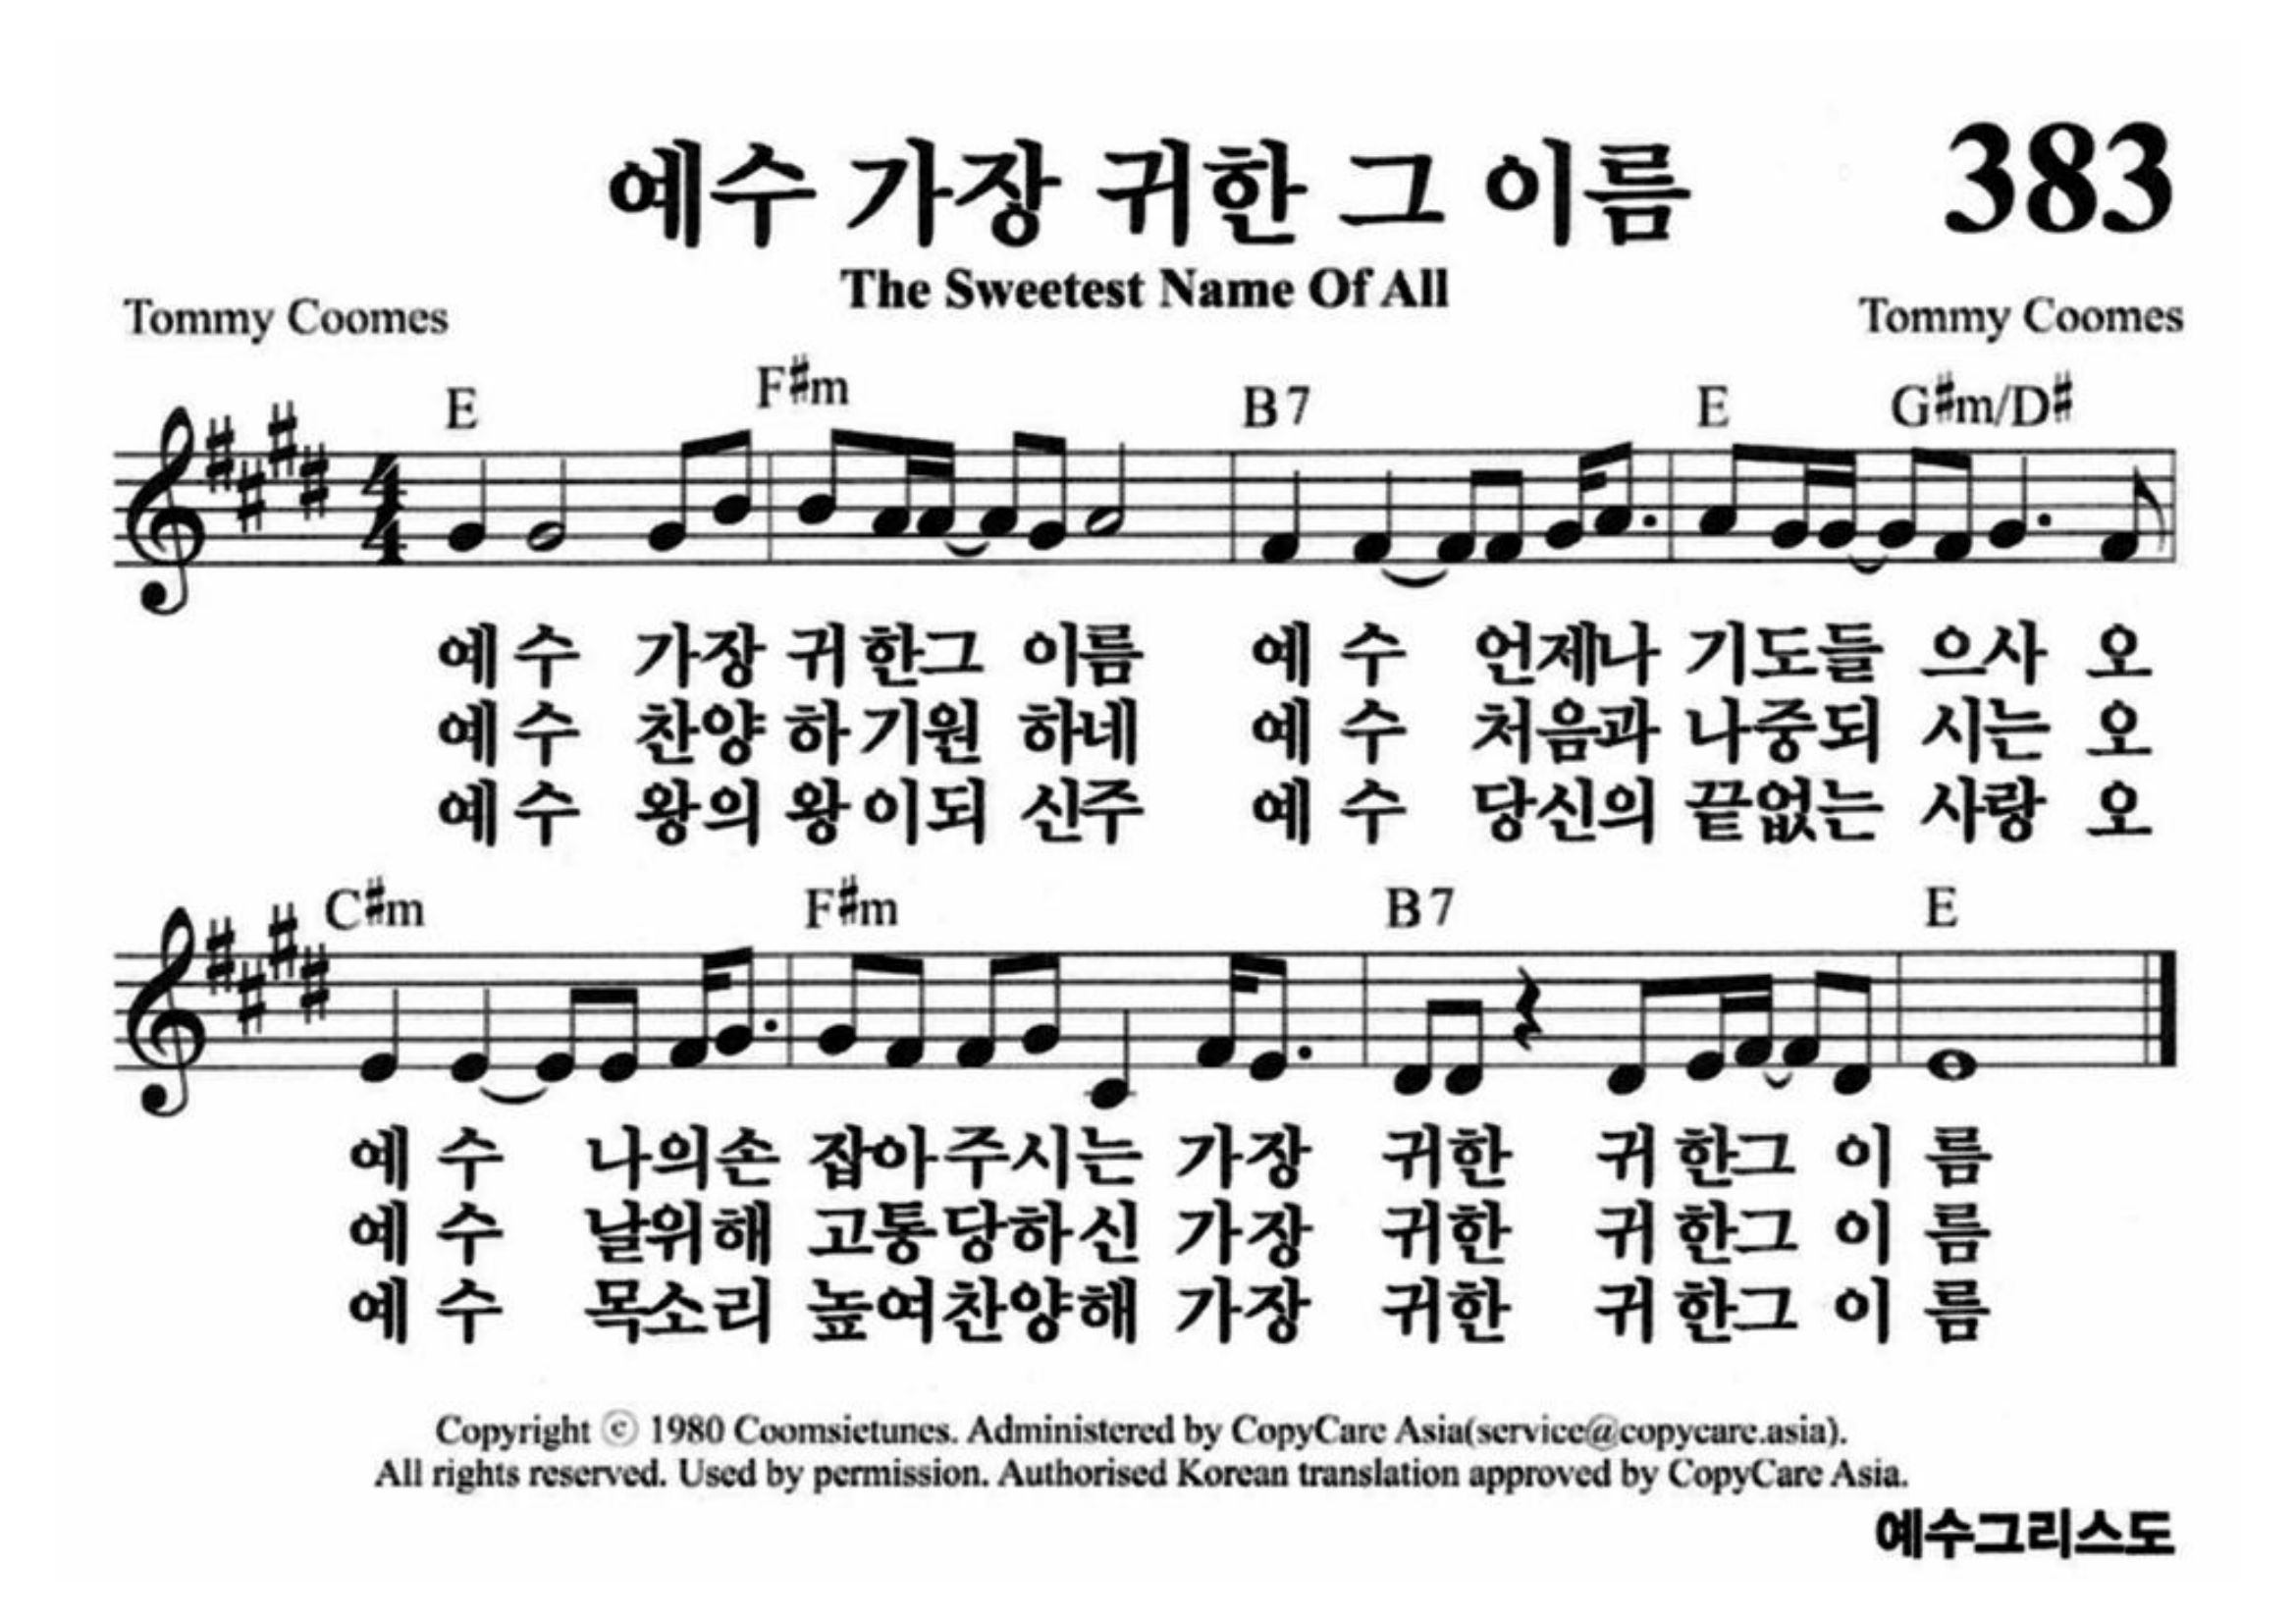 예수 가장 귀한 그 이름
383
The Sweetest Name Of All
Tommy Coomes
Tommy Coomes
E F#m B7 E G#m/D#
4/4
예수 가장 귀한그 이름 예수 언제나 기도들 으사 오
예수 찬양 하기원 하네 예수 처음과 나중되 시는 오
예수 왕의 왕이되 신주 예수 당신의 끝없는 사랑 오
C#m F#m B7 E
예수 나의손 잡아주시는 가장 귀한 귀한그 이름
예수 날위해 고통당하신 가장 귀한 귀한그 이름
예수 목소리 높여찬양해 가장 귀한 귀한그 이름
Copyright ⓒ 1980 Coomsietunes. Administered by CopyCare Asia(service@copycare.asia).
All rights reserved. Used by permission. Authorised Korean translation approved by CopyCare Asia.
예수그리스도